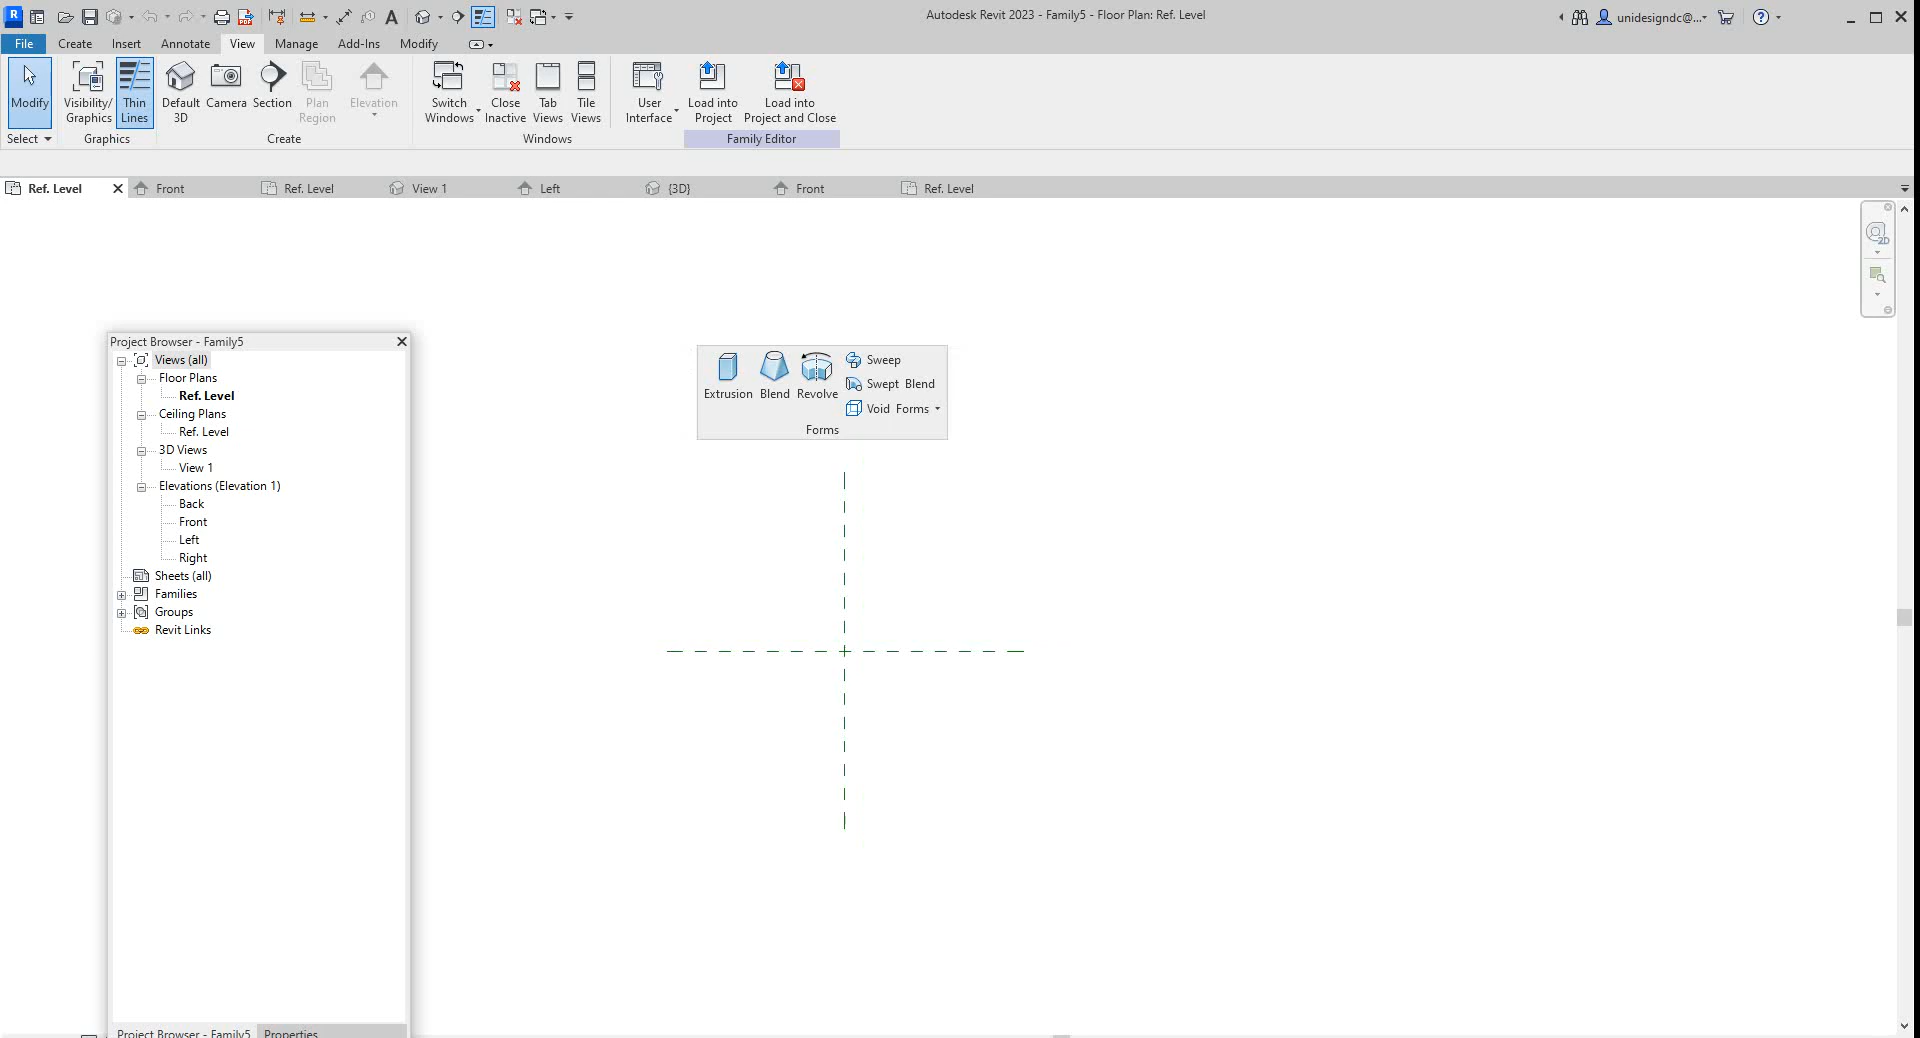 Autodesk Revit 2023 - Family5 - Floor Plan: Ref. Level
unidesigndc@...
File Create Insert Annotate View Manage Add-Ins Modify
Modify
Visibility/
Graphics
Thin
Lines
Default
3D
Camera
Section
Plan
Region
Elevation
Switch
Windows
Close
Inactive
Tab
Views
Tile
Views
User
Interface
Load into
Project
Load into
Project and Close
Select Graphics Create Windows Family Editor
Ref. Level Front Ref. Level View 1 Left {3D} Front Ref. Level
2D
Project Browser - Family5
Views (all)
Floor Plans
Ref. Level
Ceiling Plans
Ref. Level
3D Views
View 1
Elevations (Elevation 1)
Back
Front
Left
Right
Sheets (all)
Families
Groups
Revit Links
Project Browser - Family5 Properties
Extrusion Blend Revolve
Sweep
Swept Blend
Void Forms
Forms